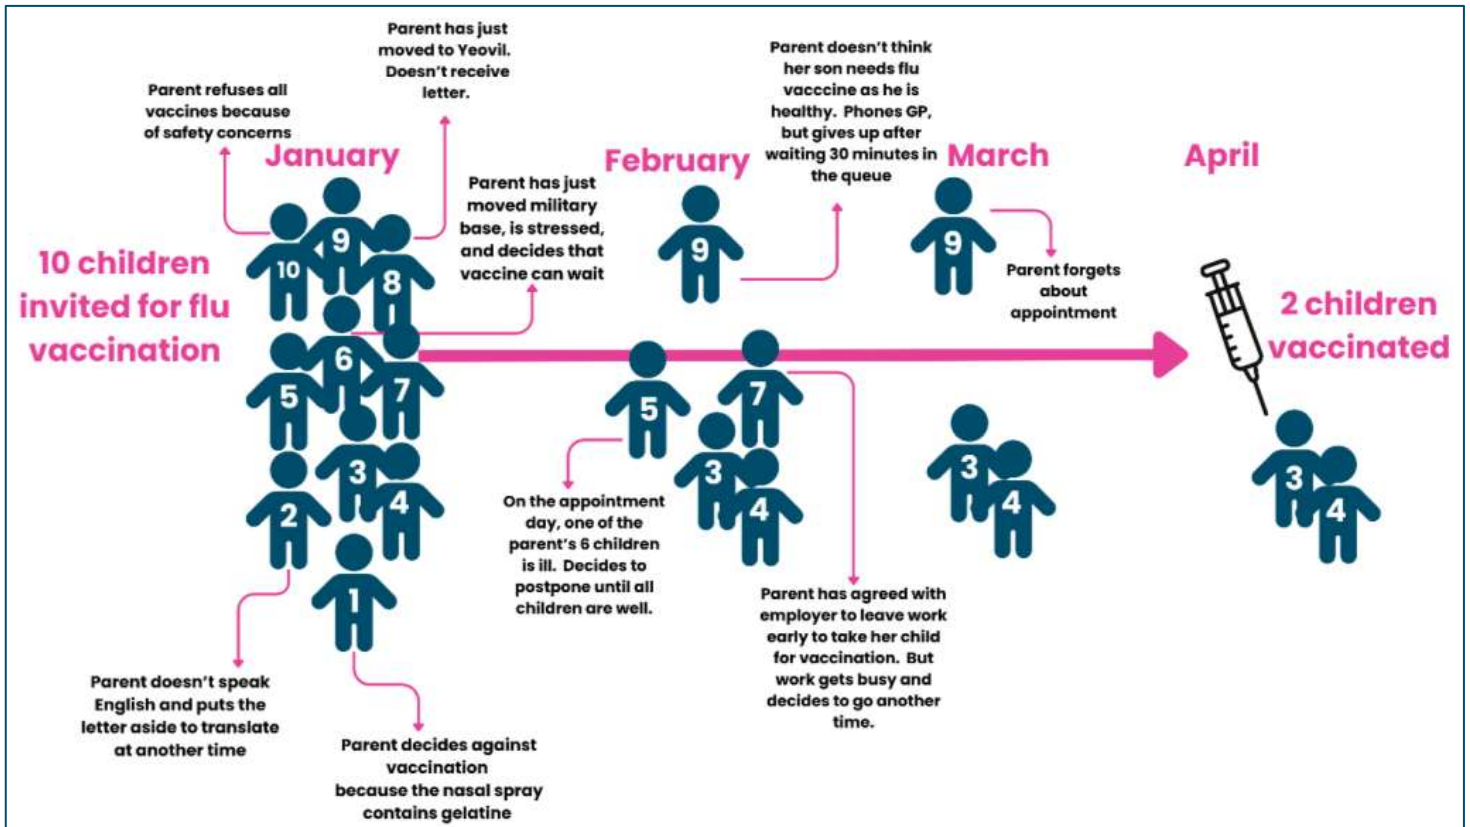 Parent has just
moved to Yeovil.
Doesn't receive
letter.
Parent refuses all
vaccines because
of safety concerns
January
Parent has just
moved military
base, is stressed,
and decides that
vaccine can wait
February
Parent doesn't think
her son needs flu
vacccine as he is
healthy. Phones GP,
but gives up after
waiting 30 minutes in
the queue
March
April
10 children
invited for flu
vaccination
10
9
8
6
5
7
3
4
2
1
Parent doesn't speak
English and puts the
letter aside to translate
at another time
Parent decides against
vaccination
because the nasal spray
contains gelatine
9
5
7
3
4
On the appointment
day, one of the
parent's 6 children
is ill. Decides to
postpone until all
children are well.
Parent has agreed with
employer to leave work
early to take her child
for vaccination. But
work gets busy and
decides to go another
time.
9
Parent forgets
about
appointment
3
4
2 children
vaccinated
3
4